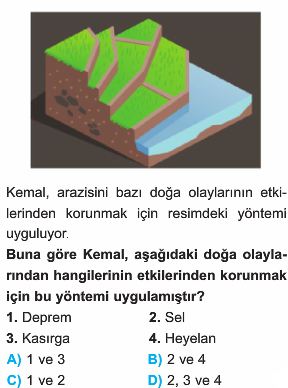 Kemal, arazisini bazı doğa olaylarının etki-
lerinden korunmak için resimdeki yöntemi
uyguluyor.
Buna göre Kemal, aşağıdaki doğa olayla-
rından hangilerinin etkilerinden korunmak
için bu yöntemi uygulamıştır?
1. Deprem 2. Sel
3. Kasırga 4. Heyelan
A) 1 ve 3 B) 2 ve 4
C) 1 ve 2 D) 2, 3 ve 4